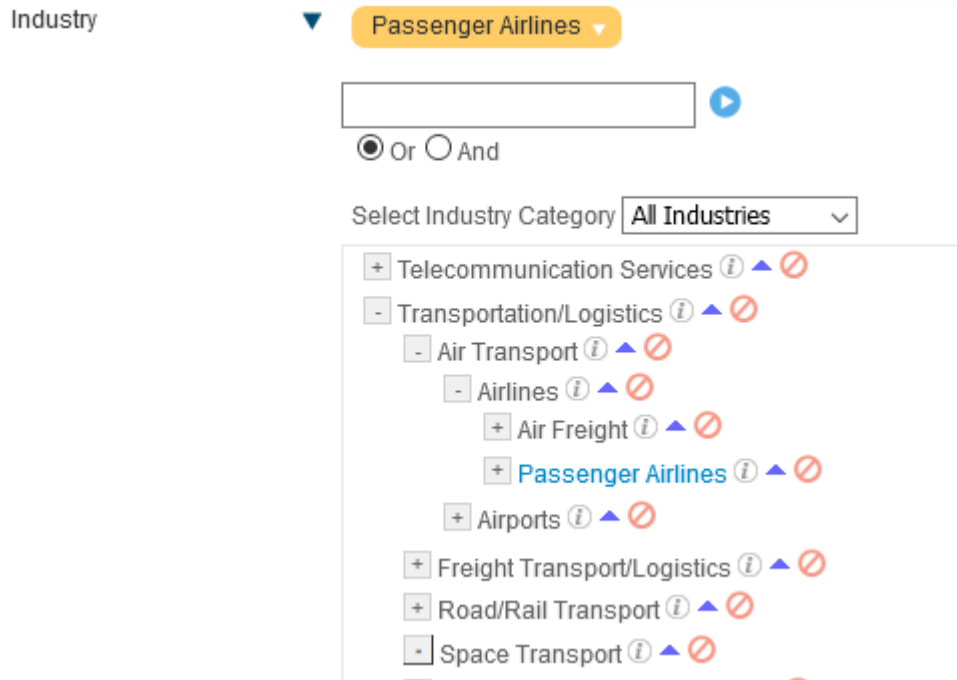 Industry
Passenger Airlines
Or And
Select Industry Category All Industries
+ Telecommunication Services i
- Transportation/Logistics i
- Air Transport i
- Airlines i
+ Air Freight i
+ Passenger Airlines i
+ Airports i
+ Freight Transport/Logistics i
+ Road/Rail Transport i
- Space Transport i